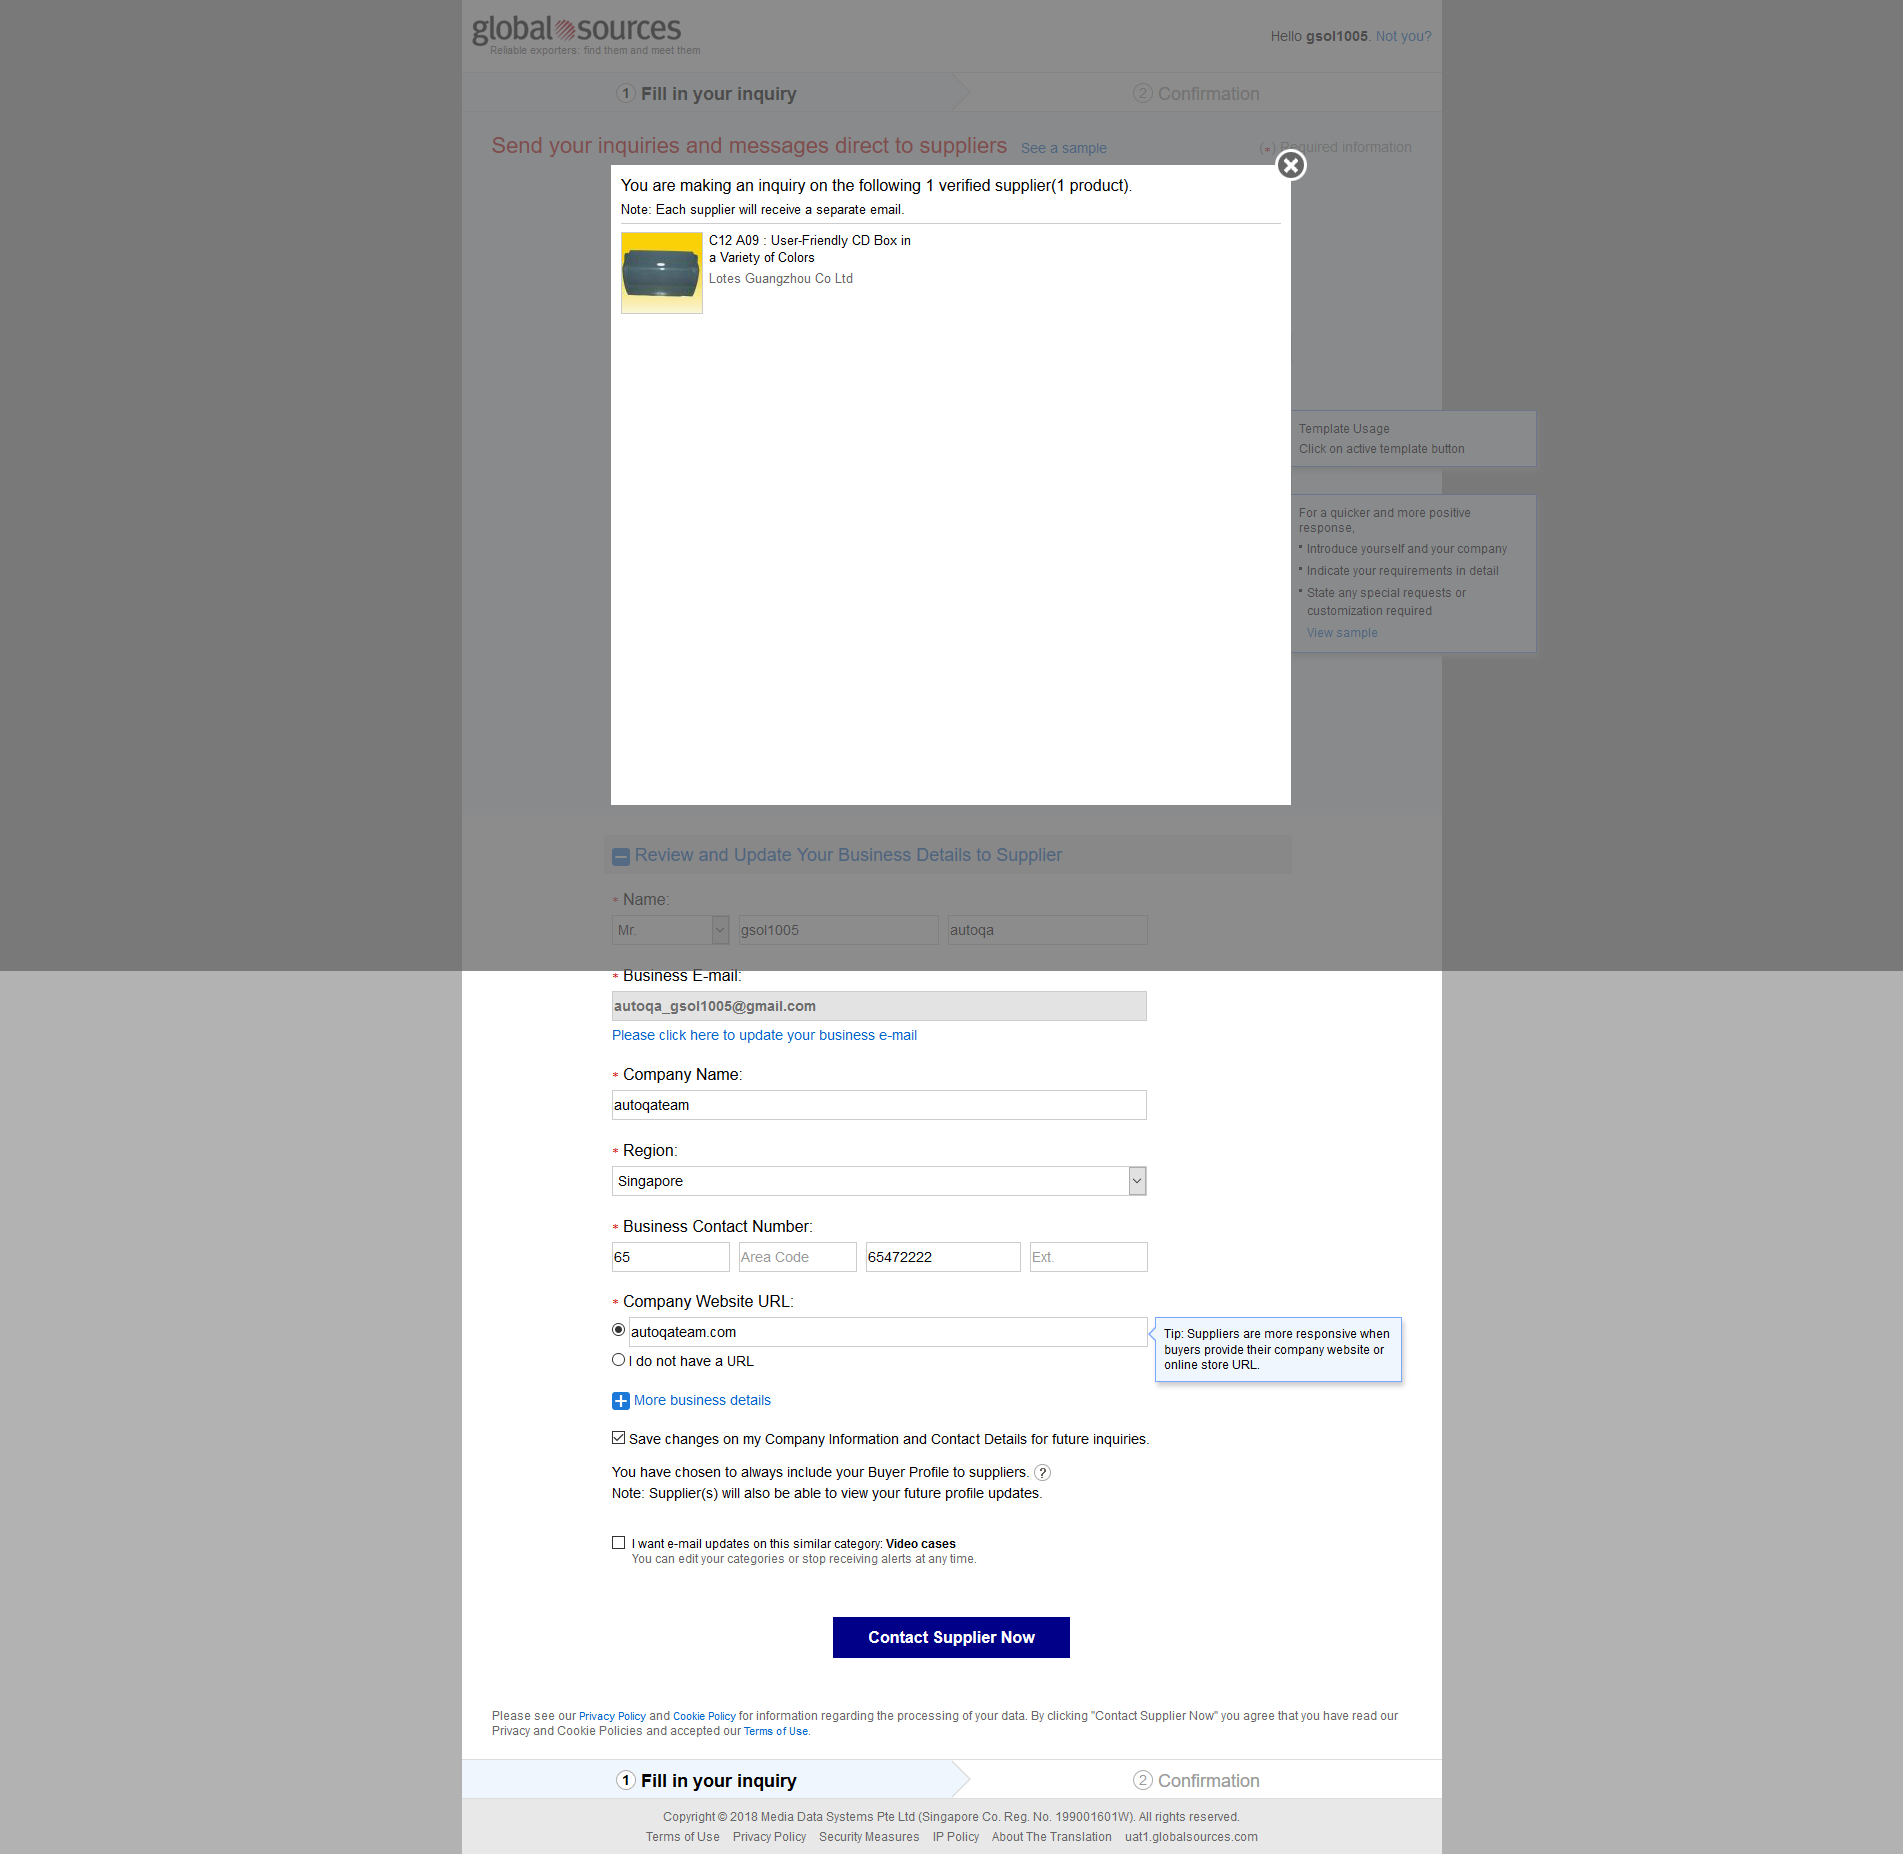 global sources
Reliable exporters: find them and meet them
Hello gsol1005. Not you?
1 Fill in your inquiry
2 Confirmation
Send your inquiries and messages direct to suppliers See a sample
(*) Required information
You are making an inquiry on the following 1 verified supplier(1 product).
Note: Each supplier will receive a separate email.
C12 A09 : User-Friendly CD Box in
a Variety of Colors
Lotes Guangzhou Co Ltd
Template Usage
Click on active template button
For a quicker and more positive
response,
Introduce yourself and your company
Indicate your requirements in detail
State any special requests or
customization required
View sample
Review and Update Your Business Details to Supplier
* Name:
Mr. gsol1005 autoqa
* Business E-mail:
autoqa_gsol1005@gmail.com
Please click here to update your business e-mail
* Company Name:
autoqateam
* Region:
Singapore
* Business Contact Number:
65 Area Code 65472222 Ext.
* Company Website URL:
autoqateam.com
I do not have a URL
Tip: Suppliers are more responsive when
buyers provide their company website or
online store URL.
More business details
Save changes on my Company Information and Contact Details for future inquiries.
You have chosen to always include your Buyer Profile to suppliers. ?
Note: Supplier(s) will also be able to view your future profile updates.
I want e-mail updates on this similar category: Video cases
You can edit your categories or stop receiving alerts at any time.
Contact Supplier Now
Please see our Privacy Policy and Cookie Policy for information regarding the processing of your data. By clicking "Contact Supplier Now" you agree that you have read our
Privacy and Cookie Policies and accepted our Terms of Use.
1 Fill in your inquiry
2 Confirmation
Copyright © 2018 Media Data Systems Pte Ltd (Singapore Co. Reg. No. 199001601W). All rights reserved.
Terms of Use Privacy Policy Security Measures IP Policy About The Translation uat1.globalsources.com